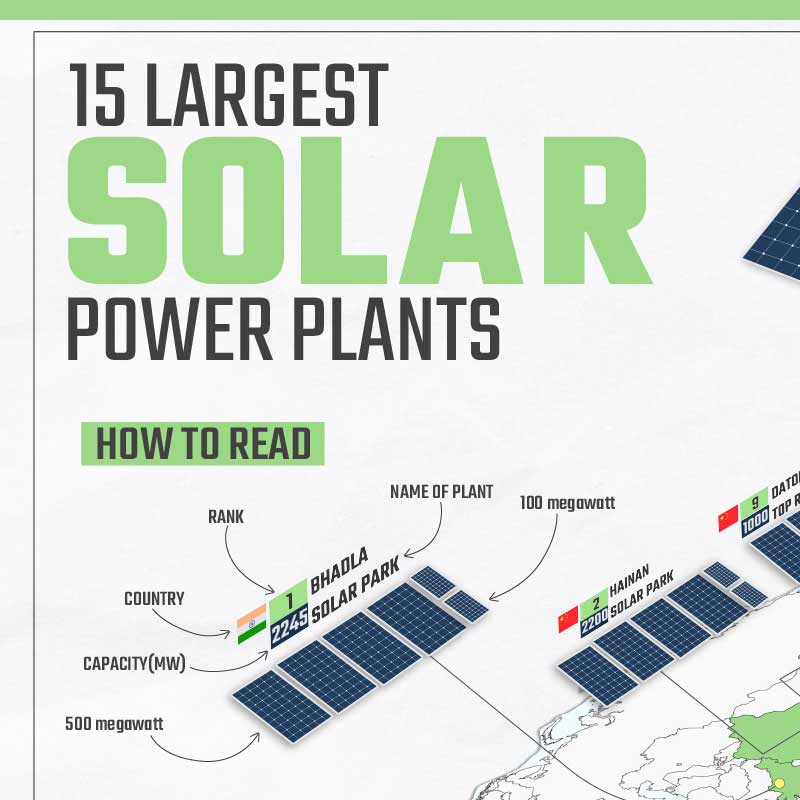 15 LARGEST
SOLAR
POWER PLANTS
HOW TO READ
NAME OF PLANT
100 megawatt
RANK
COUNTRY
CAPACITY(MW)
500 megawatt
1
2245
BHADLA
SOLAR PARK
2
2200
HAINAN
SOLAR PARK
9
1000
TOP